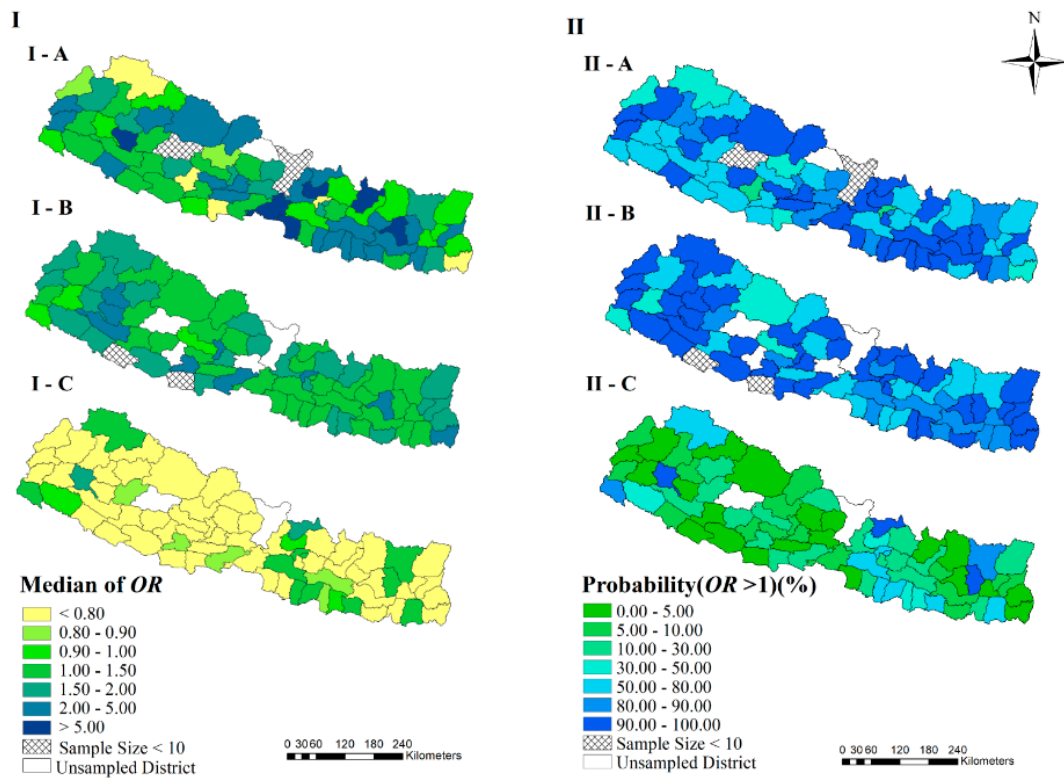 I
I - A
I - B
I - C
Median of OR
< 0.80
0.80 - 0.90
0.90 - 1.00
1.00 - 1.50
1.50 - 2.00
2.00 - 5.00
> 5.00
Sample Size < 10
Unsampled District
0 30 60 120 180 240
Kilometers
II
N
II - A
II - B
II - C
Probability(OR >1)(%)
0.00 - 5.00
5.00 - 10.00
10.00 - 30.00
30.00 - 50.00
50.00 - 80.00
80.00 - 90.00
90.00 - 100.00
Sample Size < 10
Unsampled District
0 30 60 120 180 240
Kilometers